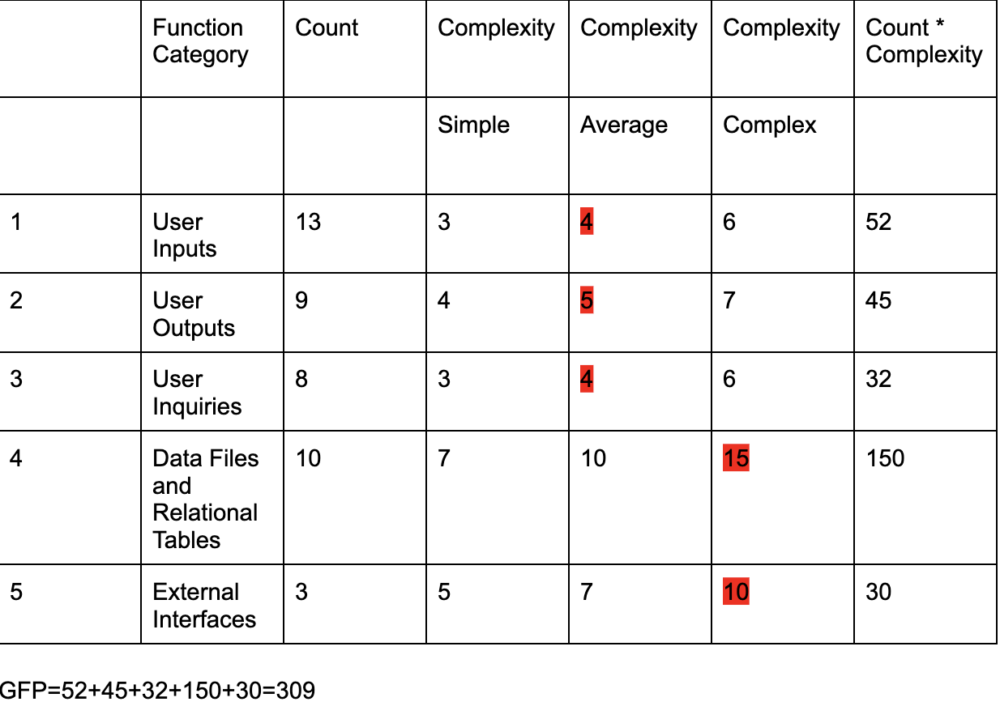 Function Category Count Complexity Complexity Complexity Count * Complexity
Simple Average Complex
1 User Inputs 13 3 4 6 52
2 User Outputs 9 4 5 7 45
3 User Inquiries 8 3 4 6 32
4 Data Files and Relational Tables 10 7 10 15 150
5 External Interfaces 3 5 7 10 30
GFP=52+45+32+150+30=309